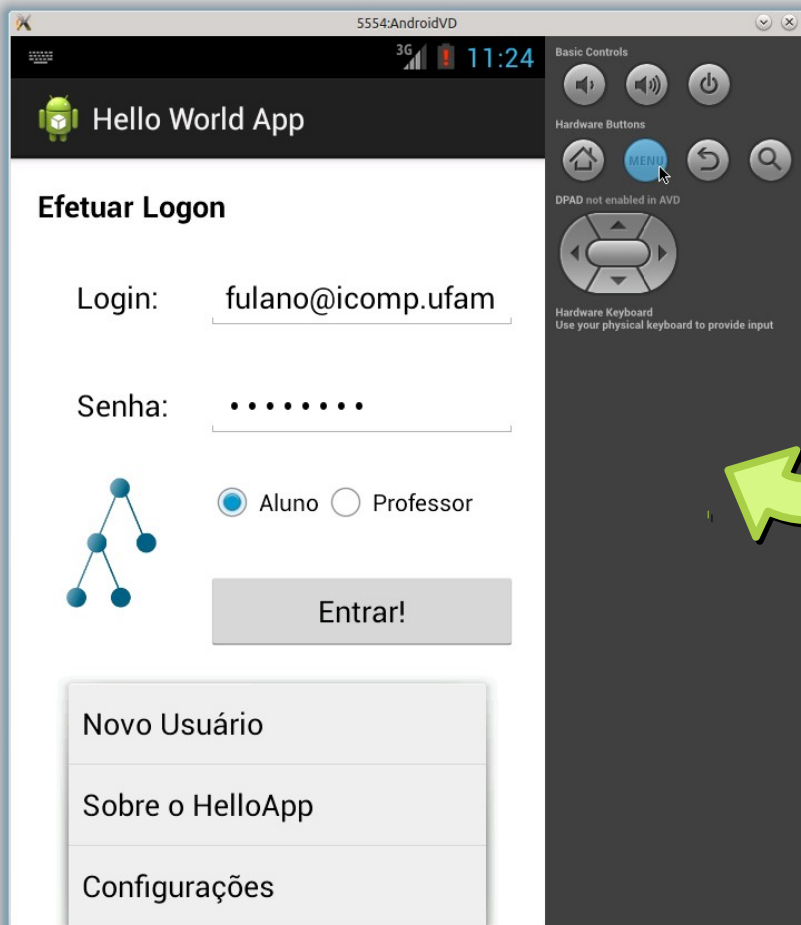 5554:AndroidVD
3G 11:24
Hello World App
Efetuar Logon
Login: fulano@icomp.ufam
Senha: ••••••••
Aluno Professor
Entrar!
Novo Usuário
Sobre o HelloApp
Configurações
Basic Controls
Hardware Buttons
MENU
DPAD not enabled in AVD
Hardware Keyboard
Use your physical keyboard to provide input